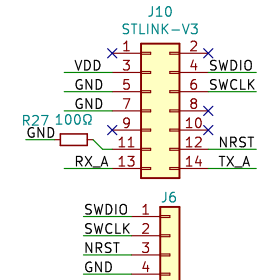 J10
STLINK-V3
1 2
VDD 3 4 SWDIO
GND 5 6 SWCLK
GND 7 8
R27 100Ω 9 10
GND 11 12 NRST
RX_A 13 14 TX_A
J6
SWDIO 1
SWCLK 2
NRST 3
GND 4